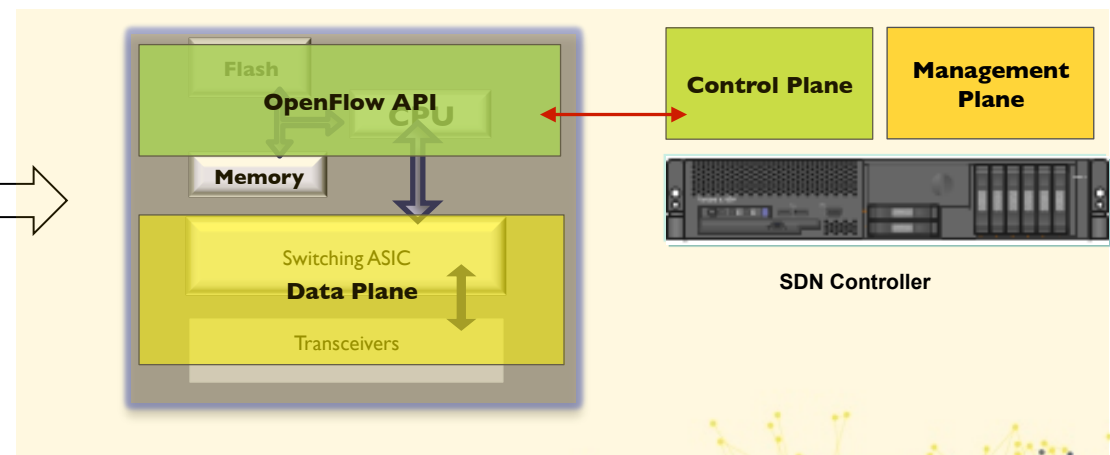 Flash
OpenFlow API
CPU
Memory
Switching ASIC
Data Plane
Transceivers
Control Plane
Management
Plane
SDN Controller